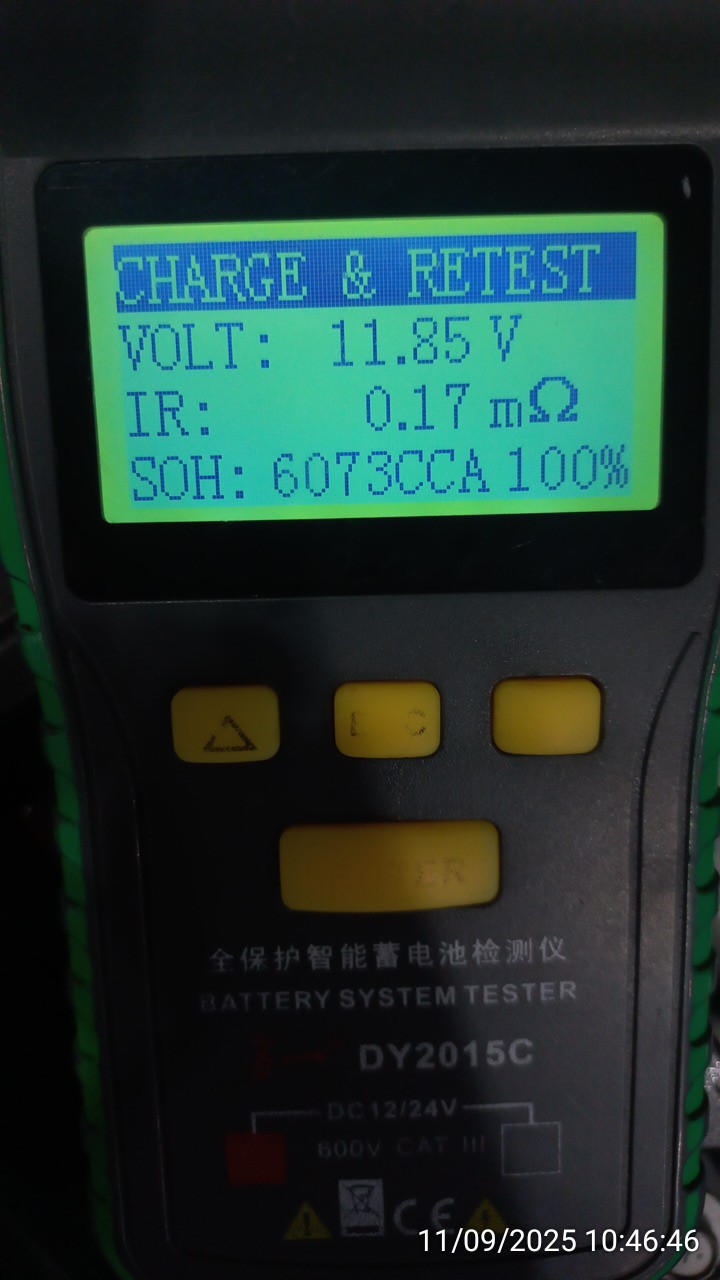 CHARGE & RETEST
VOLT: 11.85 V
IR: 0.17 mΩ
SOH: 6073CCA 100%
全保护智能蓄电池检测仪
BATTERY SYSTEM TESTER
DY2015C
DC12/24V
600V CAT III
CE
11/09/2025 10:46:46